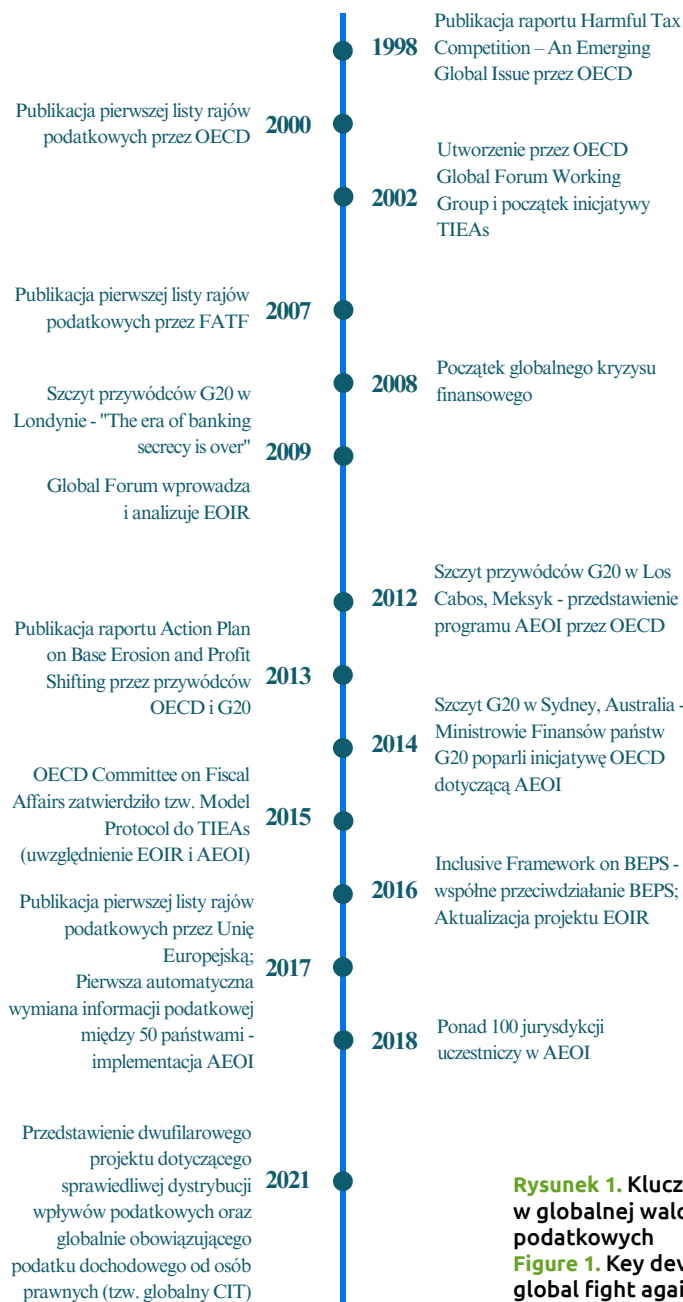 Publikacja raportu Harmful Tax
1998
Competition – An Emerging
Global Issue przez OECD
Publikacja pierwszej listy rajów
podatkowych przez OECD
2000
Utworzenie przez OECD
Global Forum Working
2002
Group i początek inicjatywy
TIEAs
Publikacja pierwszej listy rajów
podatkowych przez FATF
2007
2008
Początek globalnego kryzysu
finansowego
Szczyt przywódców G20 w
Londynie - "The era of banking
secrecy is over"
2009
Global Forum wprowadza
i analizuje EOIR
Szczyt przywódców G20 w Los
2012
Cabos, Meksyk - przedstawienie
programu AEOI przez OECD
Publikacja raportu Action Plan
on Base Erosion and Profit
Shifting przez przywódców
2013
OECD i G20
Szczyt G20 w Sydney, Australia -
Ministrowie Finansów państw
2014
G20 poparli inicjatywę OECD
dotyczącą AEOI
OECD Committee on Fiscal
Affairs zatwierdziło tzw. Model
Protocol do TIEAs
2015
(uwzględnienie EOIR i AEOI)
Inclusive Framework on BEPS -
2016
współne przeciwdziałanie BEPS;
Aktualizacja projektu EOIR
Publikacja pierwszej listy rajów
podatkowych przez Unię
Europejską;
2017
Pierwsza automatyczna
wymiana informacji podatkowej
między 50 państwami -
implementacja AEOI
2018
Ponad 100 jurysdykcji
uczestniczy w AEOI
Przedstawienie dwufilarowego
projektu dotyczącego
sprawiedliwej dystrybucji
2021
wpływów podatkowych oraz
globalnie obowiązującego
podatku dochodowego od osób
prawnych (tzw. globalny CIT)
Rysunek 1.
w globalnej
podatkowych
Figure 1. Key
global fight